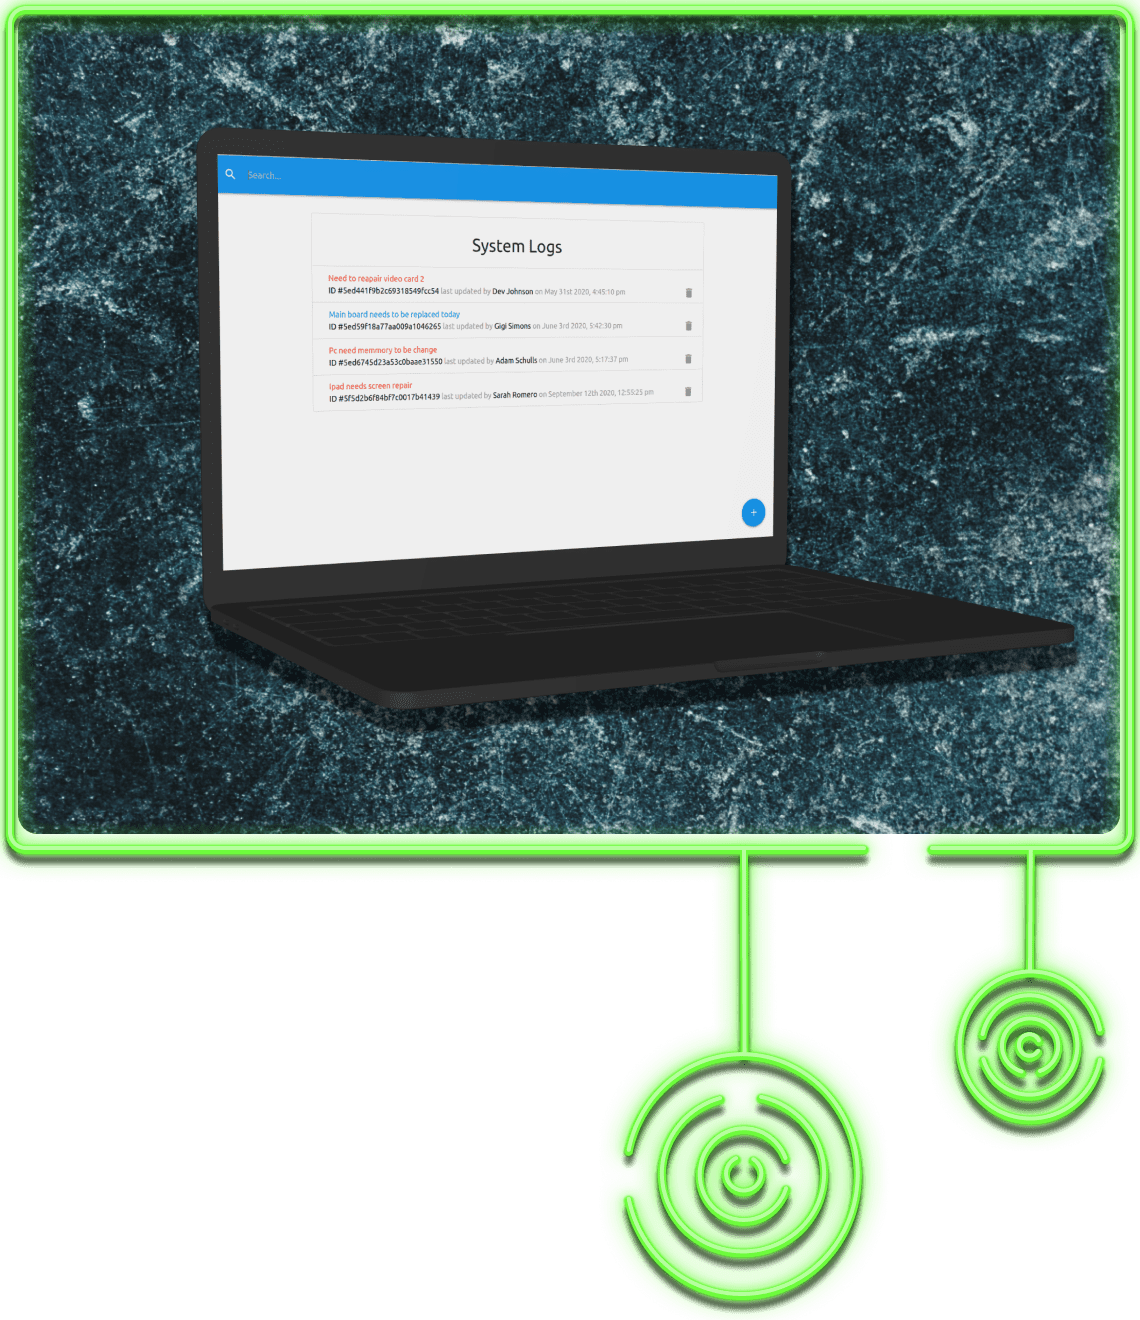 Search...
System Logs
Need to reapair video card 2
ID #5ed441f9b2c69318549fcc54 last updated by Dev Johnson on May 31st 2020, 4:45:10 pm
Main board needs to be replaced today
ID #5ed59f18a77aa009a1046265 last updated by Gigi Simons on June 3rd 2020, 5:42:30 pm
Pc need memmory to be change
ID #5ed6745d23a53c0baae31550 last updated by Adam Schulls on June 3rd 2020, 5:17:37 pm
Ipad needs screen repair
ID #5f5d2b6f84bf7c0017b41439 last updated by Sarah Romero on September 12th 2020, 12:55:25 pm
+